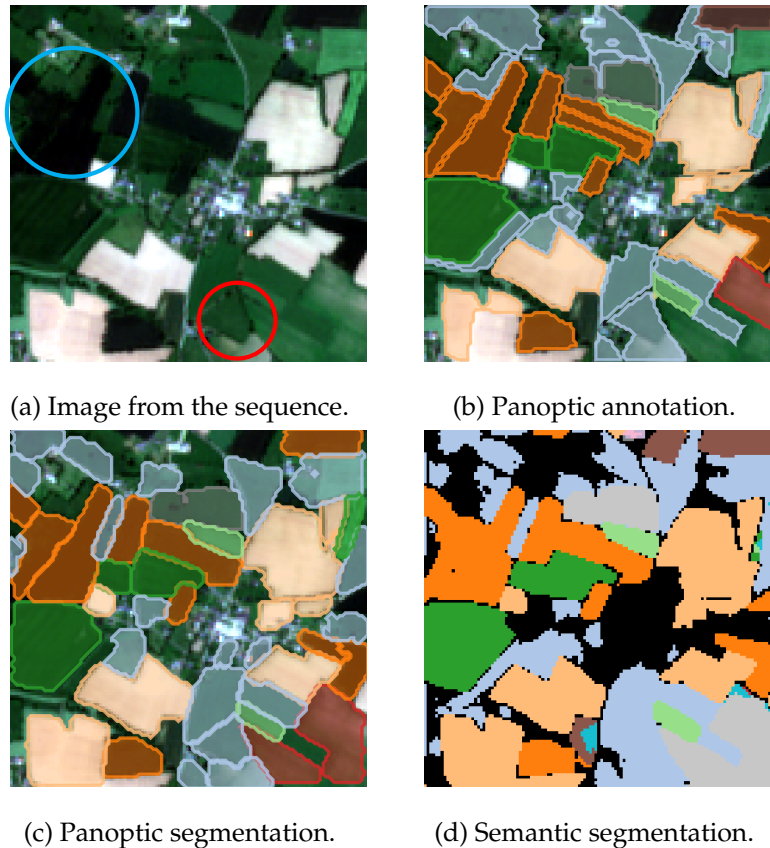 (a) Image from the sequence.
(b) Panoptic annotation.
(c) Panoptic segmentation.
(d) Semantic segmentation.